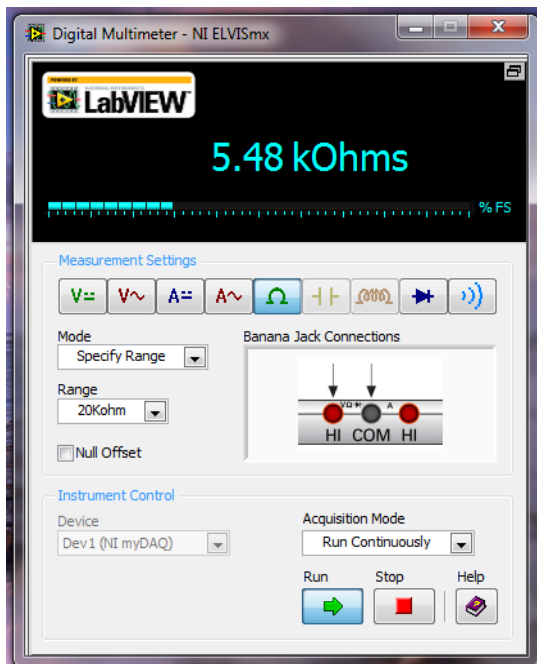 Digital Multimeter - NI ELVISmx
LabVIEW
5.48 kOhms
% FS
Measurement Settings
V
V
A
A
Ω
Mode
Banana Jack Connections
Specify Range
Range
20Kohm
VΩ
A
HI COM HI
Null Offset
Instrument Control
Device
Acquisition Mode
Dev1 (NI myDAQ)
Run Continuously
Run
Stop
Help